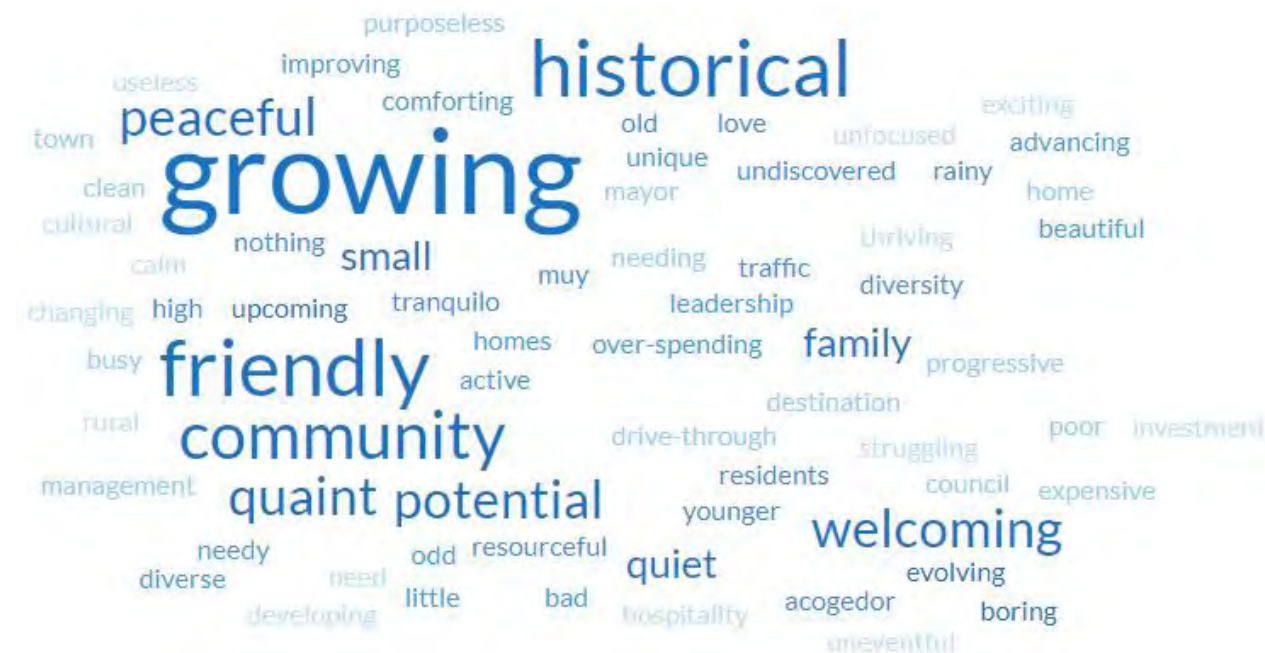 purposeless
improving
historical
useless
comforting
peaceful
exciting
old
love
town
unfocused
advancing
growing
unique
undiscovered
rainy
clean
mayor
home
cultural
beautiful
nothing
small
thriving
calm
muy
needing
traffic
diversity
changing
high
upcoming
tranquilo
leadership
homes
over-spending
family
busy
friendly
active
progressive
destination
rural
community
drive-through
struggling
poor
investment
management
quaint
potential
residents
council
expensive
younger
welcoming
needy
odd
resourceful
quiet
evolving
diverse
need
little
bad
acogedor
boring
developing
hospitality
uneventful